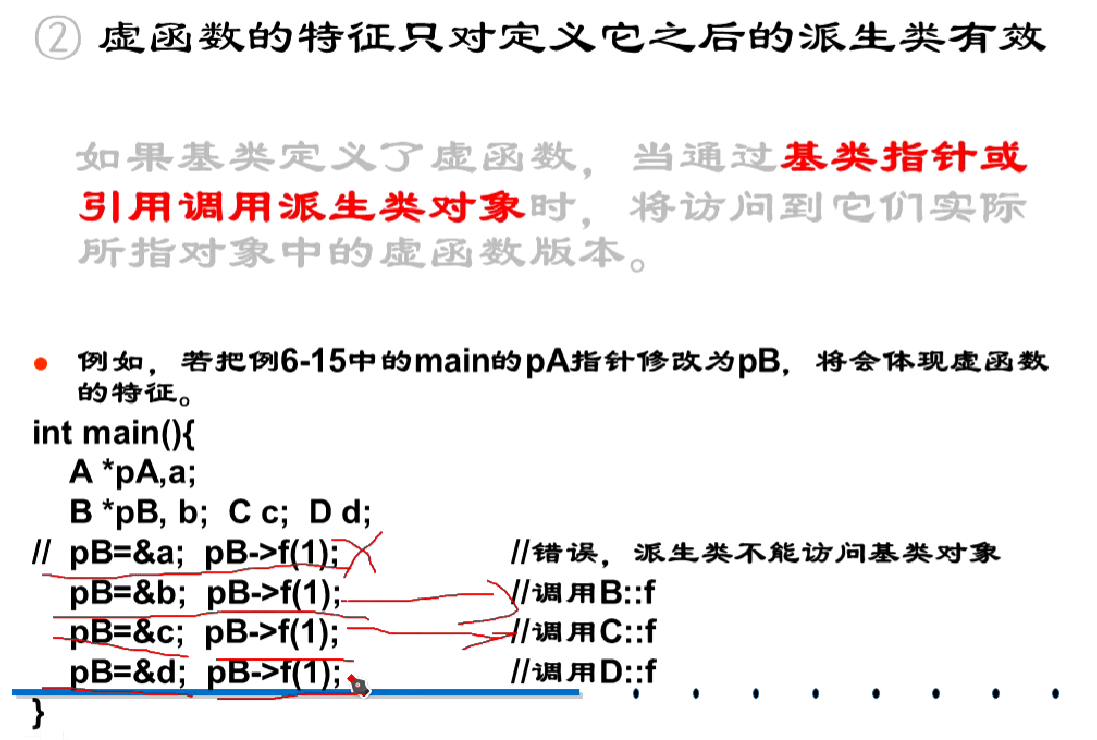 ② 虚函数的特征只对定义它之后的派生类有效
如果基类定义了虚函数，当通过基类指针或
引用调用派生类对象时，将访问到它们实际
所指对象中的虚函数版本。
• 例如，若把例6-15中的main的pA指针修改为pB，将会体现虚函数
的特征。
int main(){
A *pA,a;
B *pB, b; C c; D d;
// pB=&a; pB->f(1); //错误，派生类不能访问基类对象
pB=&b; pB->f(1); //调用B::f
pB=&c; pB->f(1); //调用C::f
pB=&d; pB->f(1); //调用D::f
}